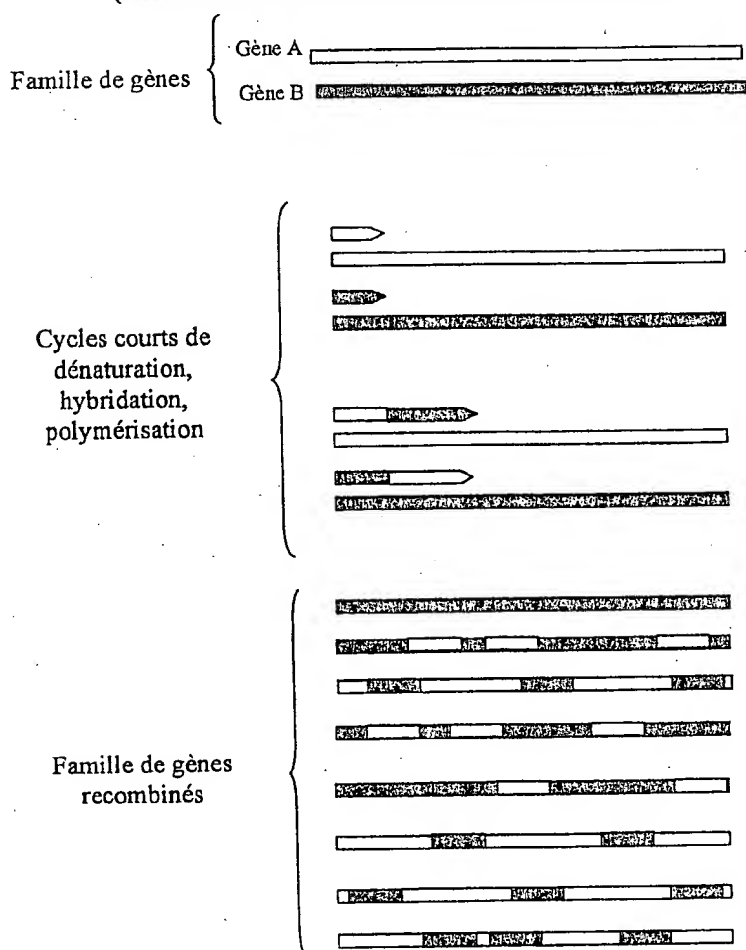 Famille de gènes
Gène A
Gène B
Cycles courts de
dénaturation,
hybridation,
polymérisation
Famille de gènes
recombinés